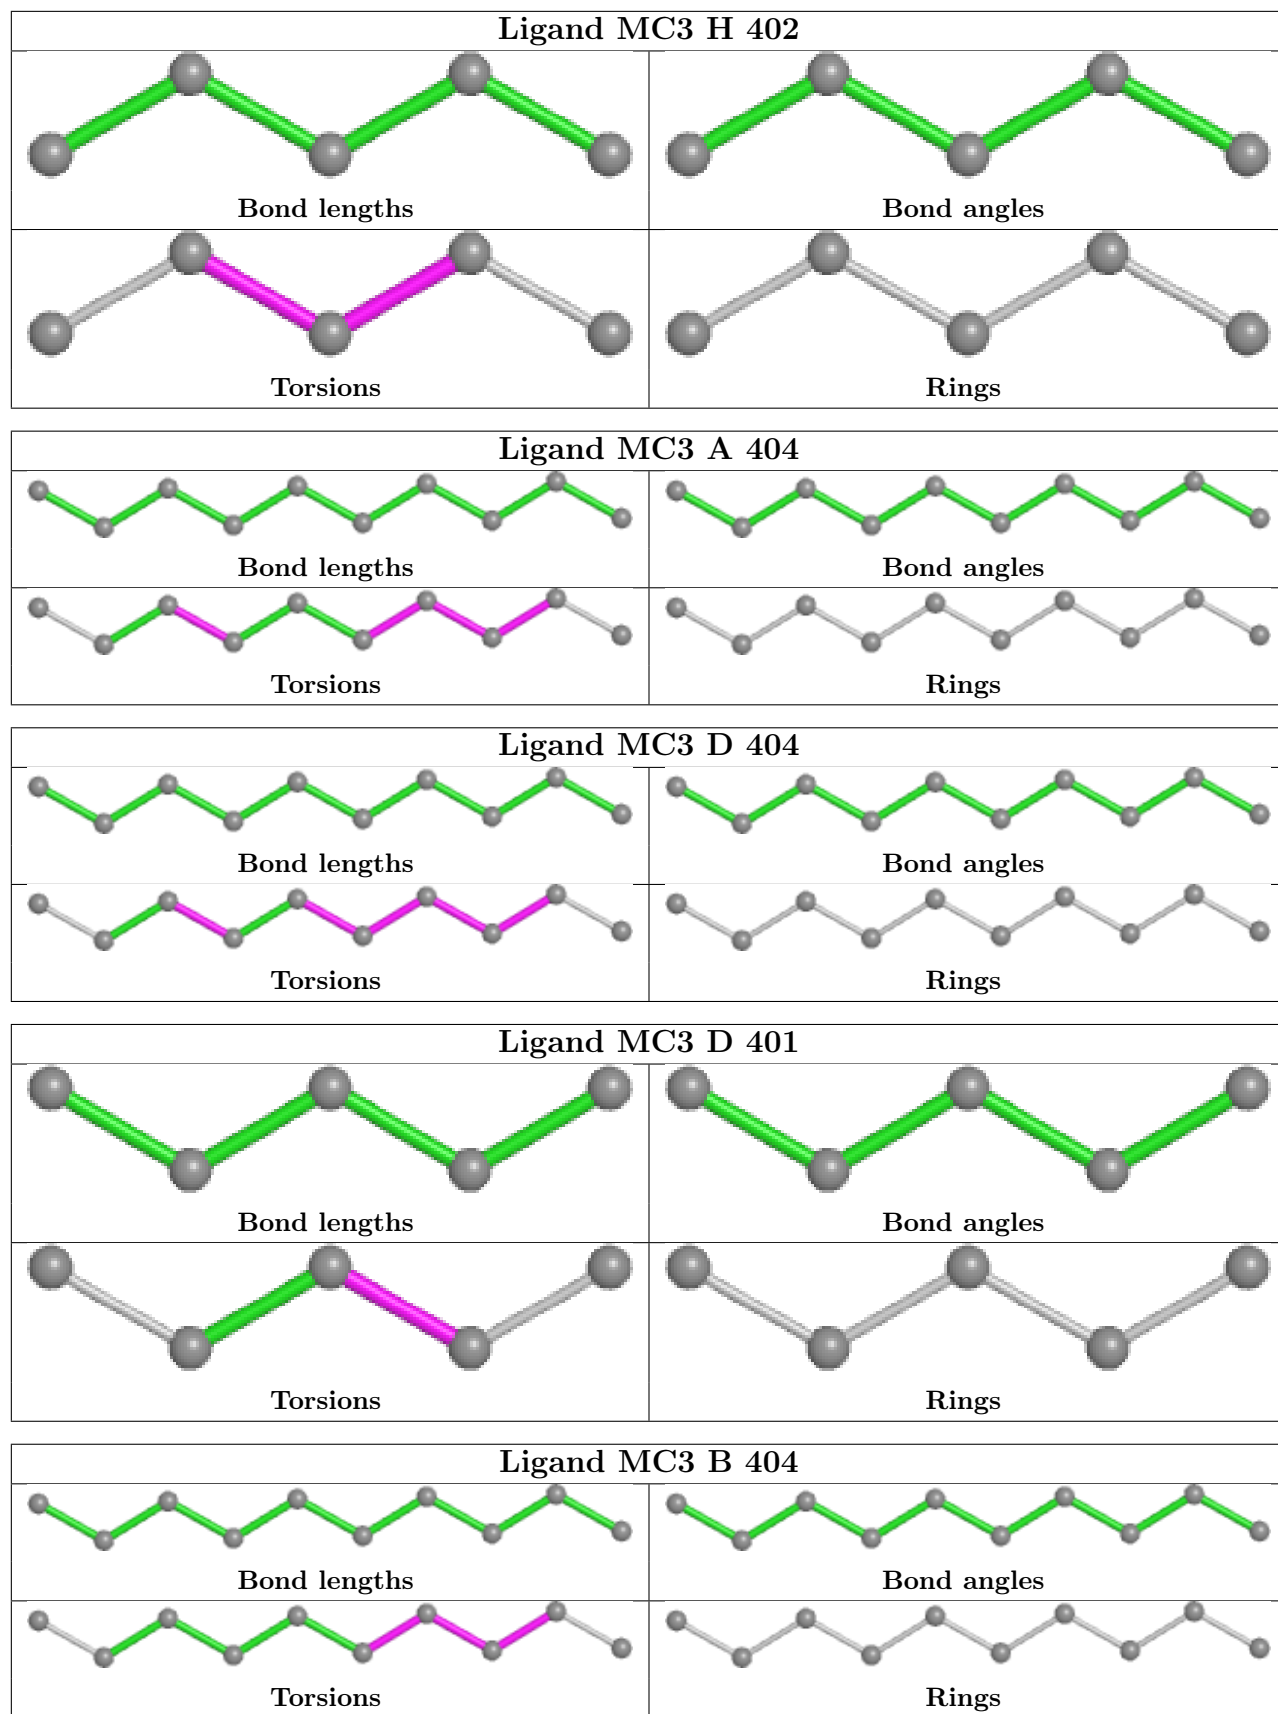 Ligand MC3 H 402
Bond lengths
Bond angles
Torsions
Rings
Ligand MC3 A 404
Bond lengths
Bond angles
Torsions
Rings
Ligand MC3 D 404
Bond lengths
Bond angles
Torsions
Rings
Ligand MC3 D 401
Bond lengths
Bond angles
Torsions
Rings
Ligand MC3 B 404
Bond lengths
Bond angles
Torsions
Rings